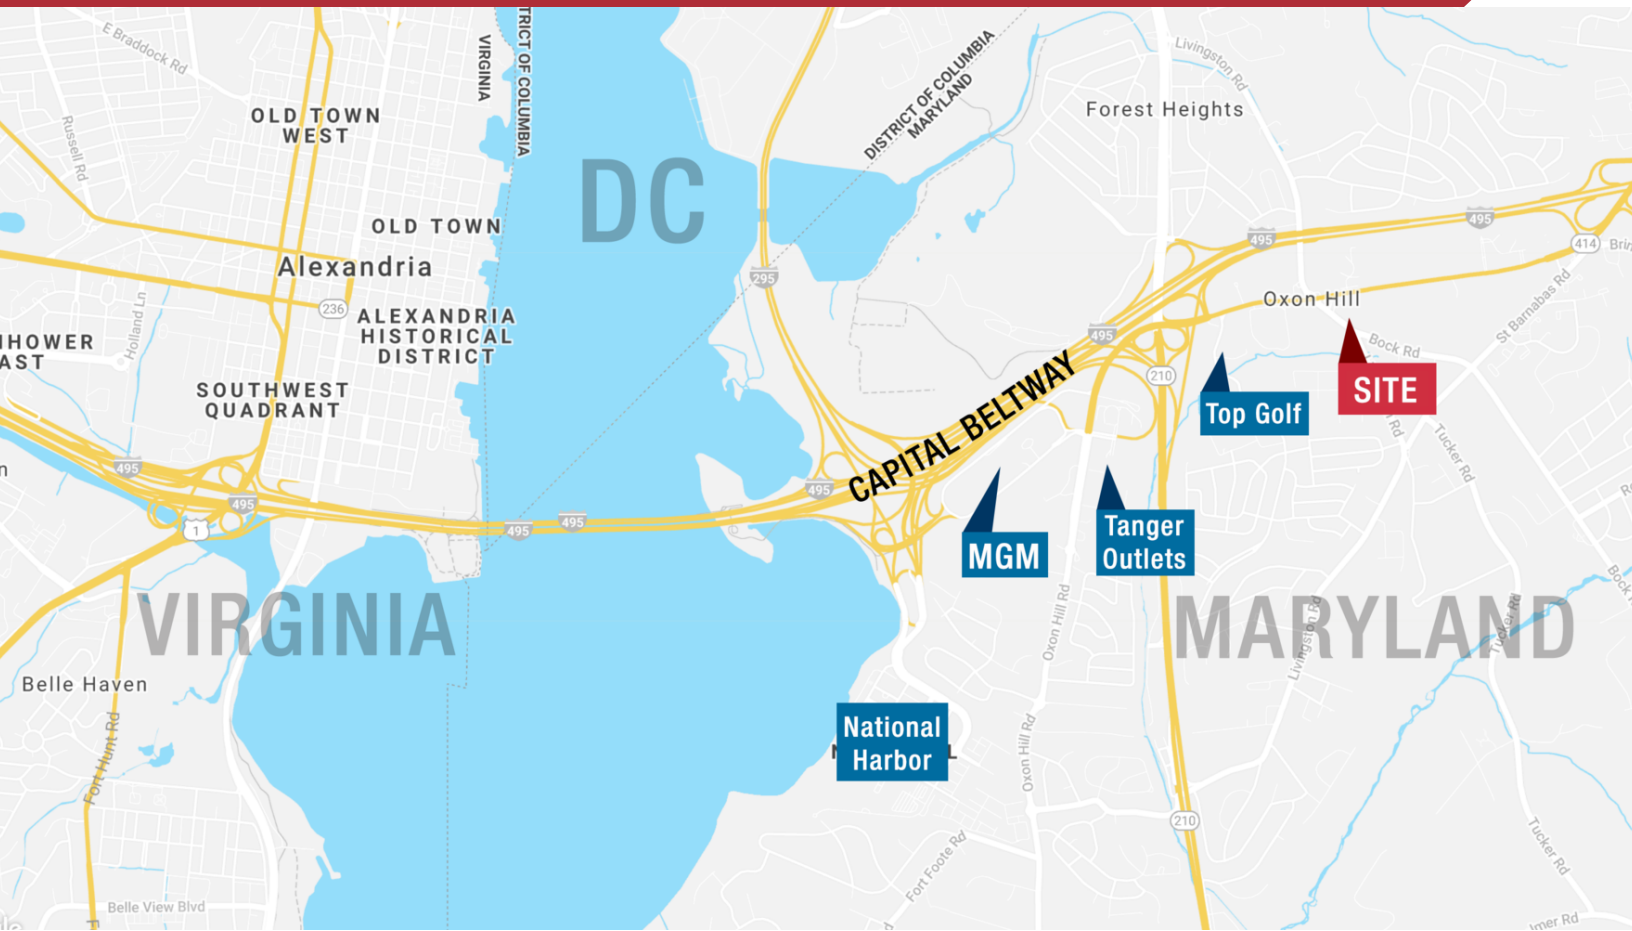 E Braddock Rd
VIRGINIA
DISTRICT OF COLUMBIA
DISTRICT OF COLUMBIA
MARYLAND
Livingston Rd
Forest Heights
OLD TOWN
WEST
Russell Rd
DC
OLD TOWN
Alexandria
495
495
414
295
Oxon Hill
St Barnabas Rd
236
Holland Ln
ALEXANDRIA
HISTORICAL
DISTRICT
495
Bock Rd
210
SITE
Top Golf
SOUTHWEST
QUADRANT
CAPITAL BELTWAY
Rd
Tucker Rd
495
495
495
495
495
1
MGM
Tanger
Outlets
VIRGINIA
MARYLAND
Oxon Hill Rd
Livingston Rd
Tucker Rd
Belle Haven
National
Harbor
Fort Hunt Rd
Oxon Hill Rd
210
Fort Foote Rd
Tucker Rd
Belle View Blvd